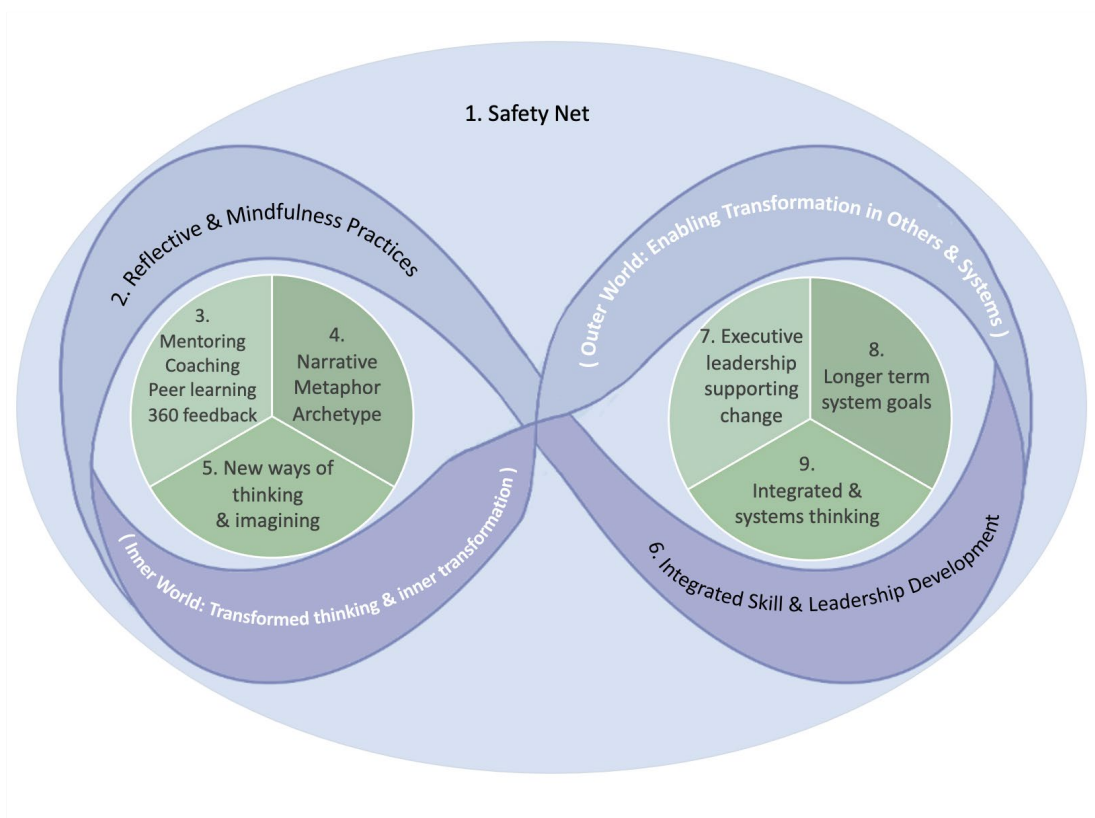 1. Safety Net
2. Reflective & Mindfulness Practices
3.
Mentoring
Coaching
Peer learning
360 feedback
4.
Narrative
Metaphor
Archetype
5. New ways of
thinking
& imagining
( Inner World: Transformed thinking & inner transformation )
( Outer World: Enabling Transformation in Others & Systems )
7. Executive
leadership
supporting
change
8.
Longer term
system goals
9.
Integrated &
systems thinking
6. Integrated Skill & Leadership Development